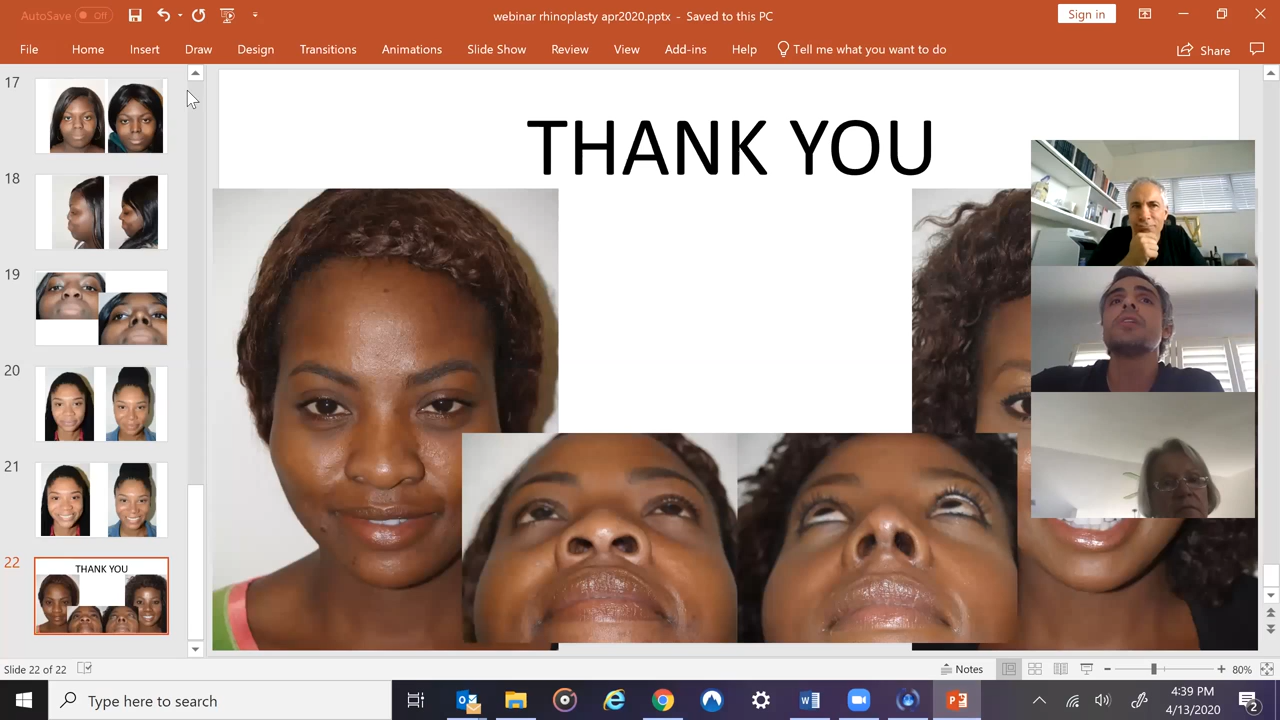 AutoSave Off
webinar rhinoplasty apr2020.pptx - Saved to this PC
Sign in
File Home Insert Draw Design Transitions Animations Slide Show Review View Add-ins Help Tell me what you want to do Share
17
18
19
20
21
22
THANK YOU
THANK YOU
Slide 22 of 22
Notes
80%
Type here to search
4:39 PM
4/13/2020
2